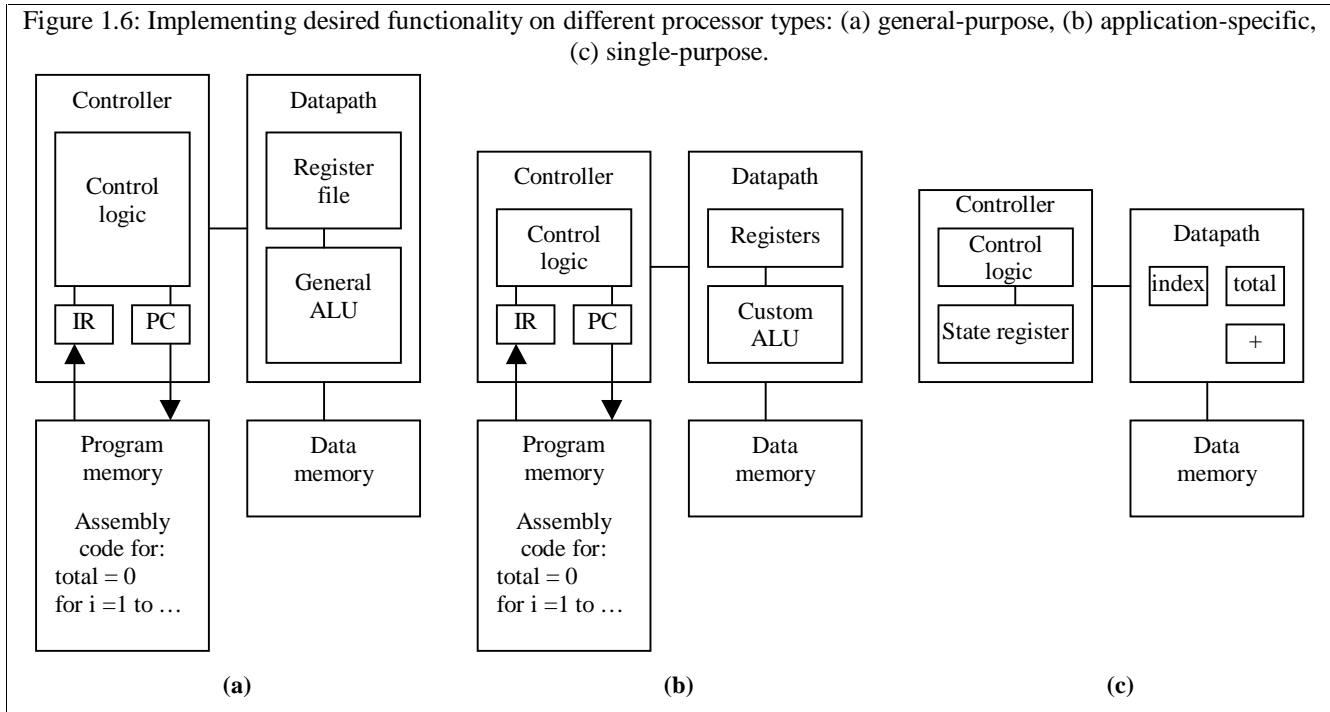 Figure 1.6: Implementing desired functionality on different processor types: (a) general-purpose, (b) application-specific,
(c) single-purpose.
Controller
Control
logic
IR
PC
Datapath
Register
file
General
ALU
Program
memory
Assembly
code for:
total = 0
for i =1 to …
Data
memory
(a)
Controller
Control
logic
IR
PC
Datapath
Registers
Custom
ALU
Program
memory
Assembly
code for:
total = 0
for i =1 to …
Data
memory
(b)
Controller
Control
logic
State register
Datapath
index
total
+
Data
memory
(c)